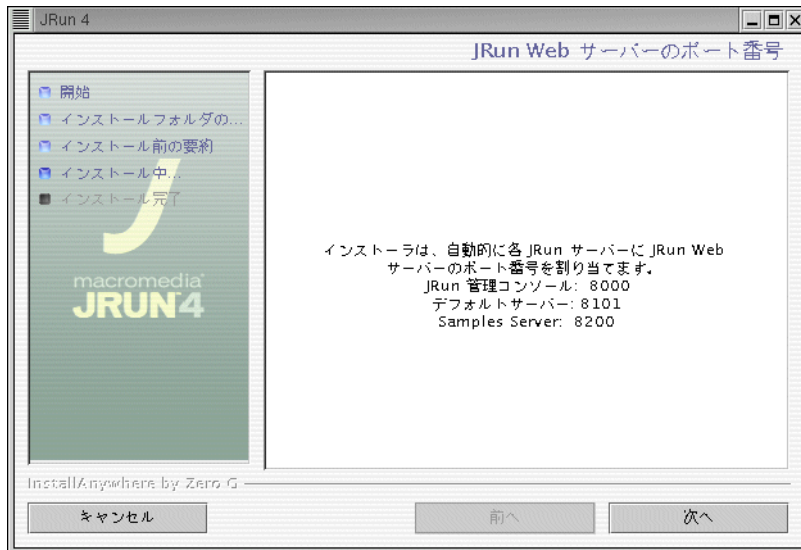 JRun 4
JRun Web サーバーのポート番号
開始
インストールフォルダの...
インストール前の要約
インストール中...
インストール完了
macromedia
JRUN 4
インストーラは、自動的に各 JRun サーバーに JRun Web
サーバーのポート番号を割り当てます。
JRun 管理コンソール: 8000
デフォルトサーバー: 8101
Samples Server: 8200
InstallAnywhere by Zero G
キャンセル
前へ
次へ